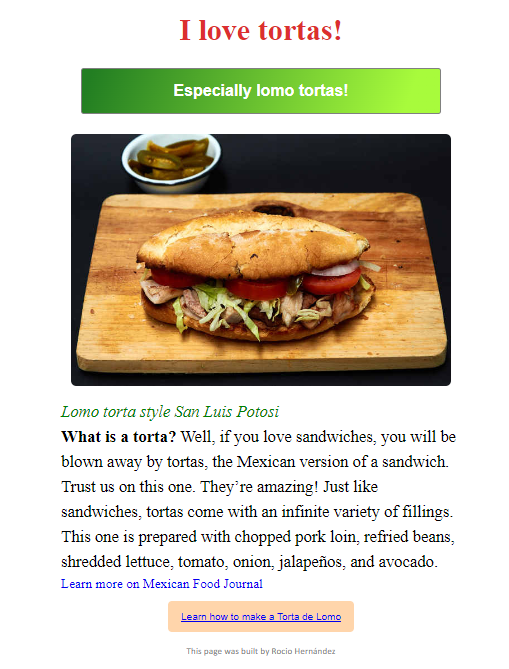 I love tortas!
Especially lomo tortas!
Lomo torta style San Luis Potosi
What is a torta? Well, if you love sandwiches, you will be
blown away by tortas, the Mexican version of a sandwich.
Trust us on this one. They’re amazing! Just like
sandwiches, tortas come with an infinite variety of fillings.
This one is prepared with chopped pork loin, refried beans,
shredded lettuce, tomato, onion, jalapeños, and avocado.
Learn more on Mexican Food Journal
Learn how to make a Torta de Lomo
This page was built by Rocío Hernández